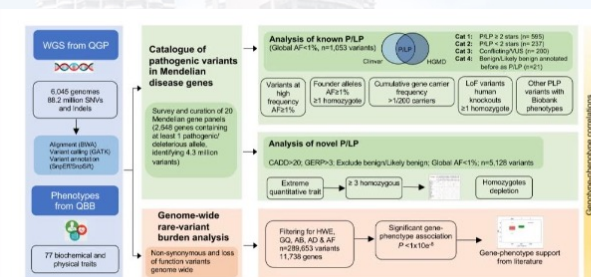 WGS from QGP
6,045 genomes
88.2 million SNVs
and Indels
Alignment (BWA)
Variant calling (GATK)
Variant annotation
(SnpEff/SnpSift)
Phenotypes
from QBB
77 biochemical and
physical traits
Catalogue of
pathogenic variants
in Mendelian
disease genes
Survey and curation of 20
Mendelian gene panels
(2,648 genes containing
at least 1 pathogenic/
deleterious allele,
identifying 4.3 million
variants)
Genome-wide
rare-variant
burden analysis
Non-synonymous and loss
of function variants
genome wide
Analysis of known P/LP
(Global AF<1%, n=1,053 variants)
P/LP
Clinvar
HGMD
Cat 1: P/LP ≥ 2 stars (n= 595)
Cat 2: P/LP < 2 stars (n= 237)
Cat 3: Conflicting/VUS (n= 200)
Cat 4: Benign/Likely benign annotated
before as P/LP (n=21)
Variants at
high
frequency
AF≥1%
Founder alleles
AF≥1%
≥1 homozygote
Cumulative gene carrier
frequency
>1/200 carriers
LoF variants
human
knockouts
≥1 homozygote
Other PLP
variants with
Biobank
phenotypes
Analysis of novel P/LP
CADD>20; GERP>3; Exclude benign/Likely benign; Global AF<1%; n=5,128 variants
Extreme
quantitative trait
≥ 3 homozygous
Homozygotes
depletion
Filtering for HWE,
GQ, AB, AD & AF
n=289,653 variants
11,738 genes
Significant gene-
phenotype association
P <1x10e⁻⁶
Gene-phenotype support
from literature